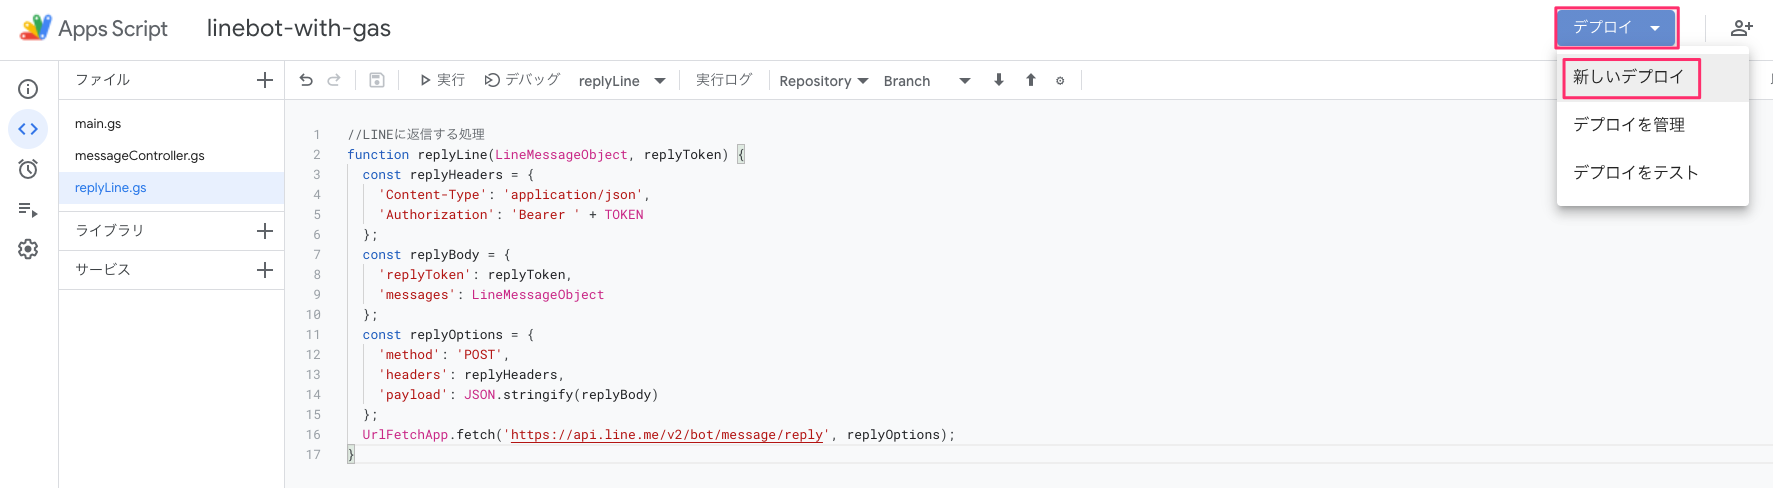 Apps Script linebot-with-gas デプロイ
ファイル
main.gs
messageController.gs
replyLine.gs
ライブラリ
サービス
実行 デバッグ replyLine 実行ログ Repository Branch
新しいデプロイ
デプロイを管理
デプロイをテスト
1 //LINEに返信する処理
2 function replyLine(LineMessageObject, replyToken) {
3 const replyHeaders = {
4 'Content-Type': 'application/json',
5 'Authorization': 'Bearer ' + TOKEN
6 };
7 const replyBody = {
8 'replyToken': replyToken,
9 'messages': LineMessageObject
10 };
11 const replyOptions = {
12 'method': 'POST',
13 'headers': replyHeaders,
14 'payload': JSON.stringify(replyBody)
15 };
16 UrlFetchApp.fetch('https://api.line.me/v2/bot/message/reply', replyOptions);
17 }